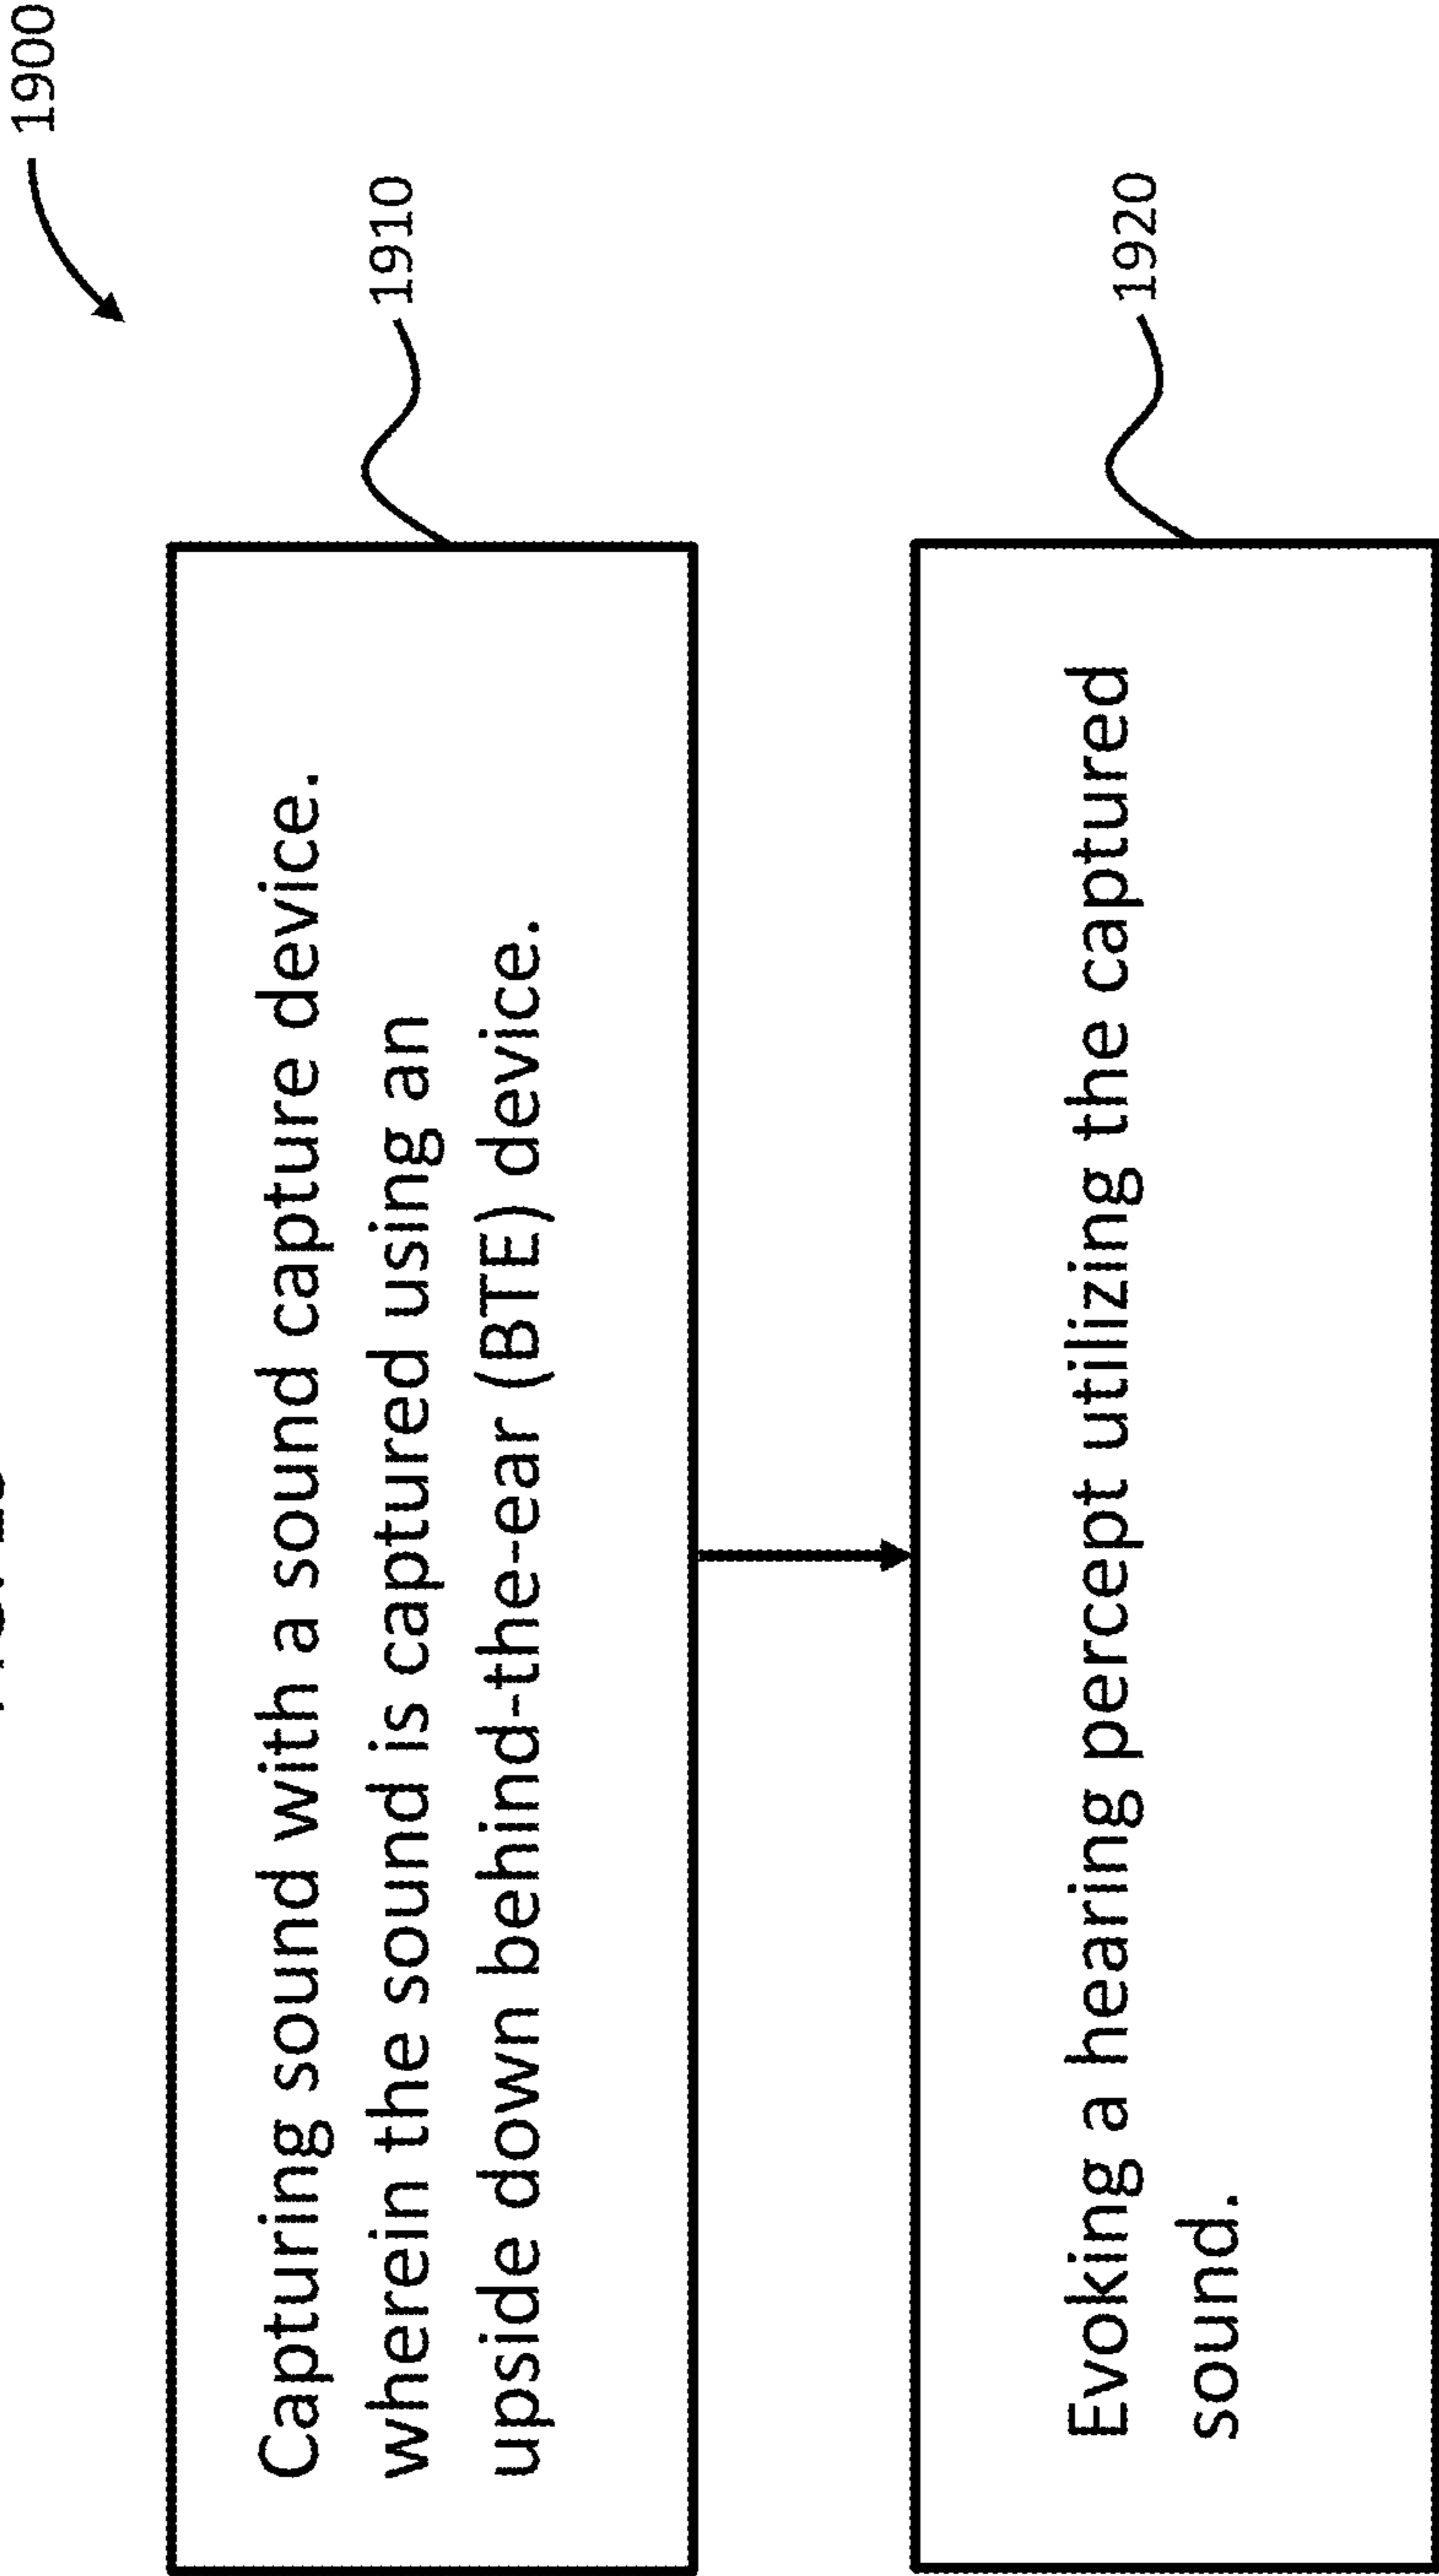 1900
Capturing sound with a sound capture device.
wherein the sound is captured using an
upside down behind-the-ear (BTE) device.
1910
Evoking a hearing percept utilizing the captured
sound.
1920